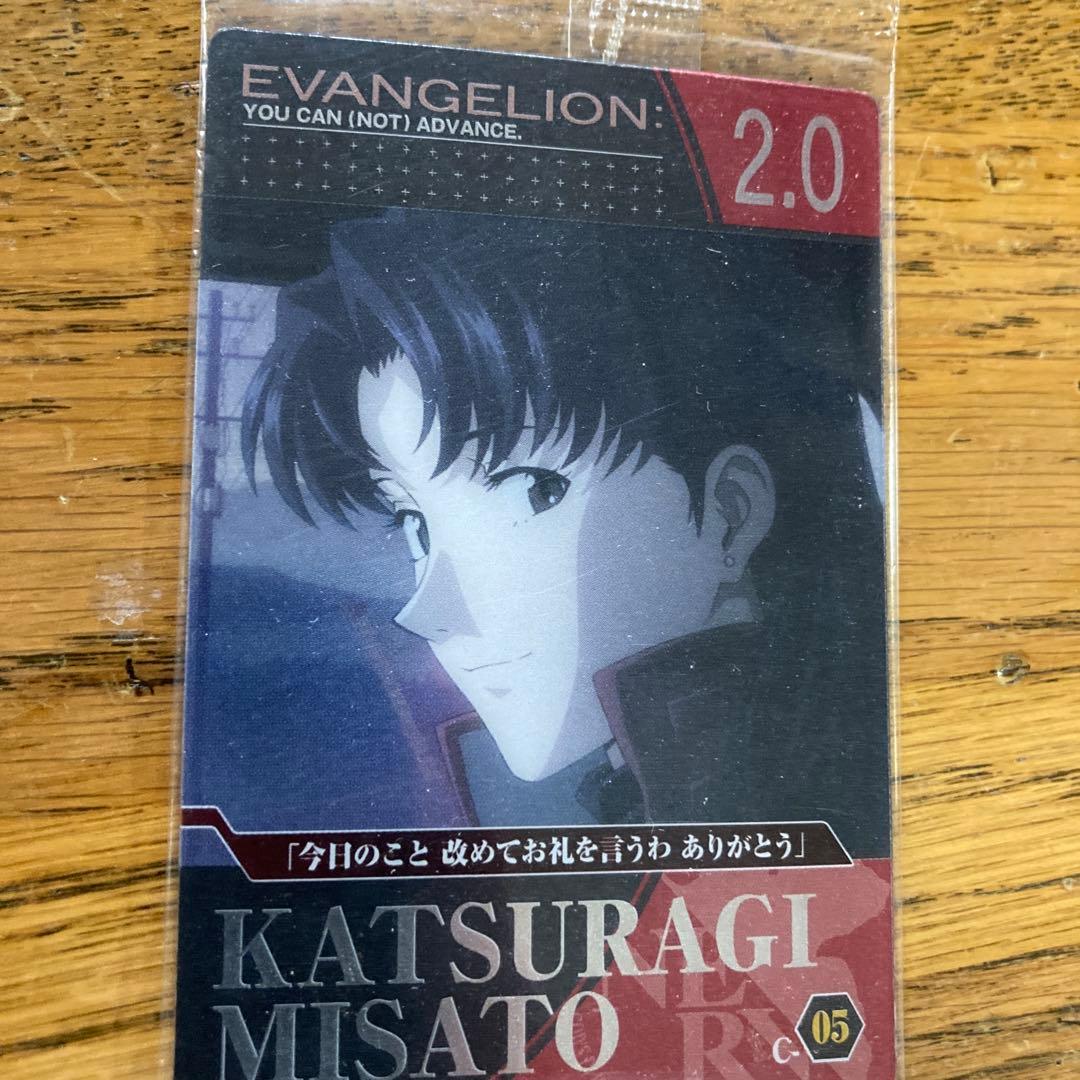 EVANGELION:
YOU CAN (NOT) ADVANCE.
2.0
「今日のこと 改めてお礼を言うわ ありがとう」
KATSURAGI
MISATO
NERV
C-05